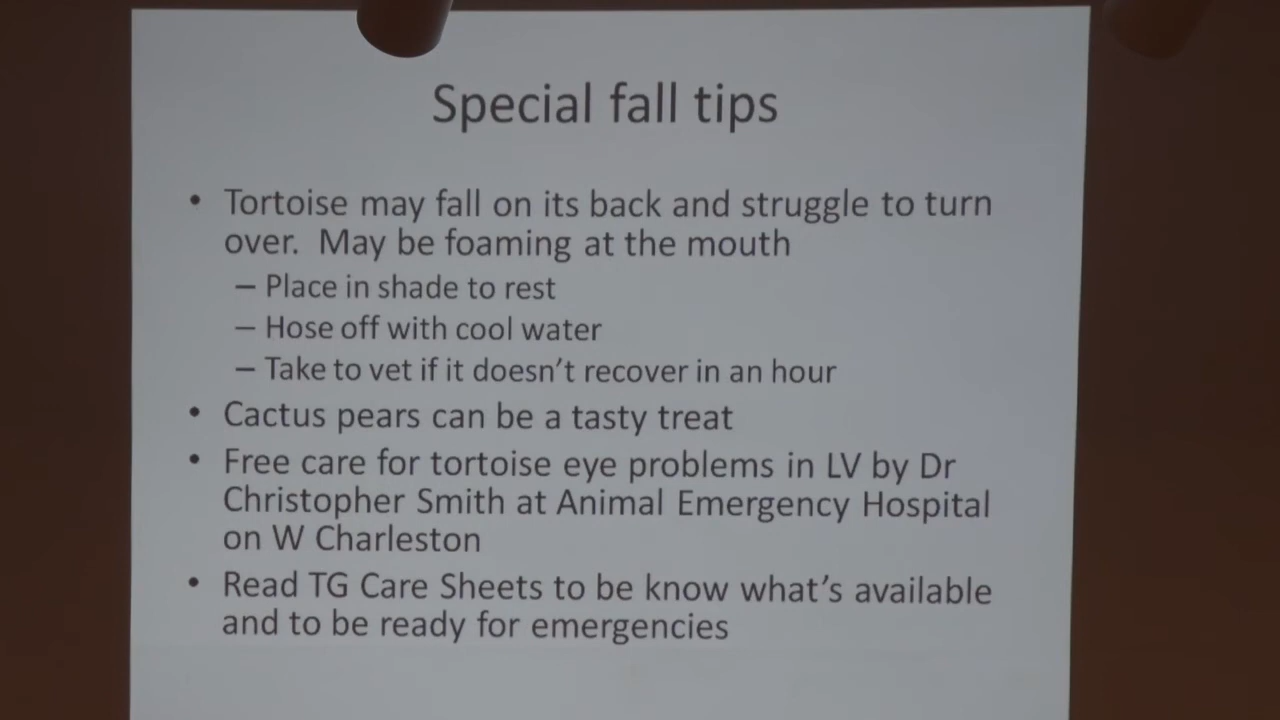 Special fall tips
• Tortoise may fall on its back and struggle to turn
over.  May be foaming at the mouth
– Place in shade to rest
– Hose off with cool water
– Take to vet if it doesn’t recover in an hour
• Cactus pears can be a tasty treat
• Free care for tortoise eye problems in LV by Dr
Christopher Smith at Animal Emergency Hospital
on W Charleston
• Read TG Care Sheets to be know what’s available
and to be ready for emergencies